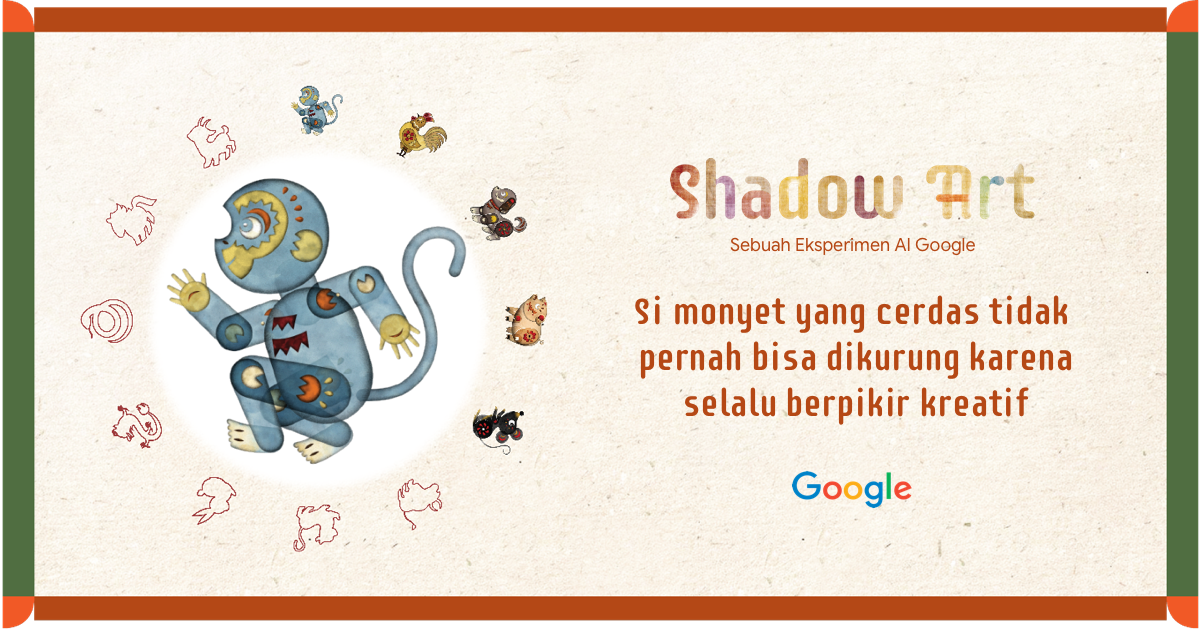 Shadow Art
Sebuah Eksperimen AI Google
Si monyet yang cerdas tidak
pernah bisa dikurung karena
selalu berpikir kreatif
Google